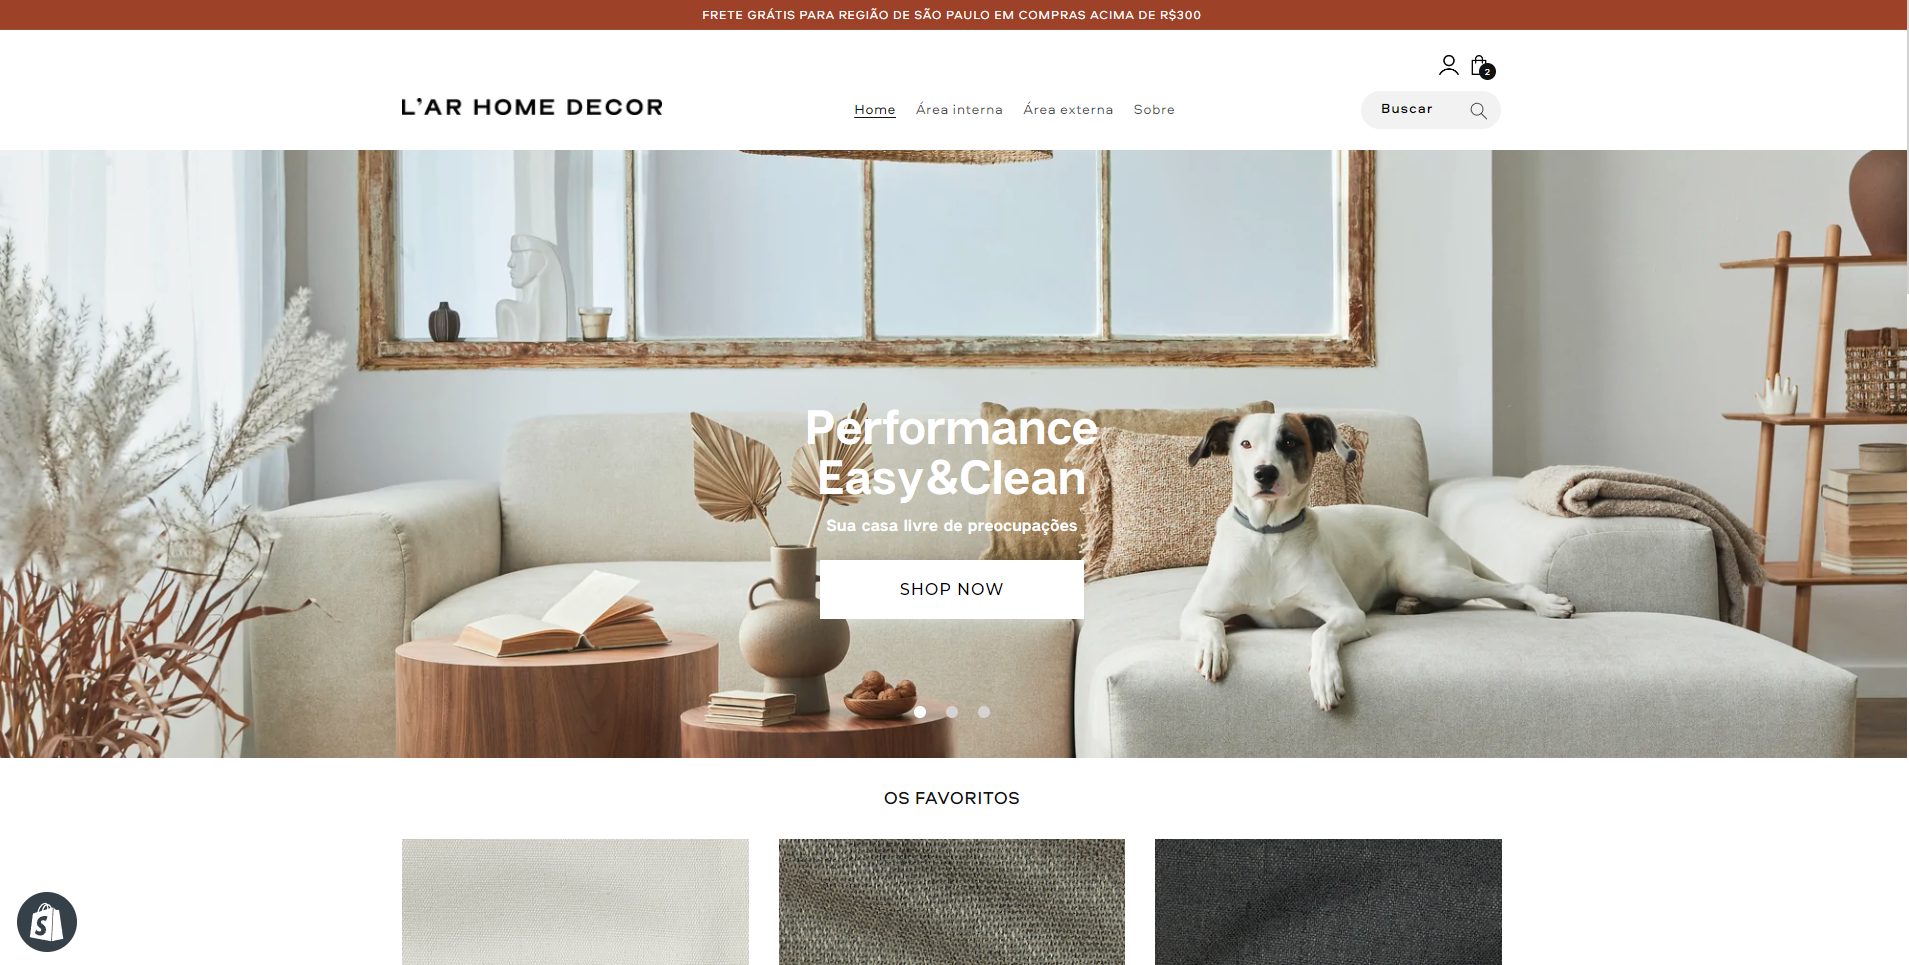 FRETE GRÁTIS PARA REGIÃO DE SÃO PAULO EM COMPRAS ACIMA DE R$300
2
L'AR HOME DECOR
Home Área interna Área externa Sobre
Buscar
Performance
Easy&Clean
Sua casa livre de preocupações
SHOP NOW
OS FAVORITOS
S